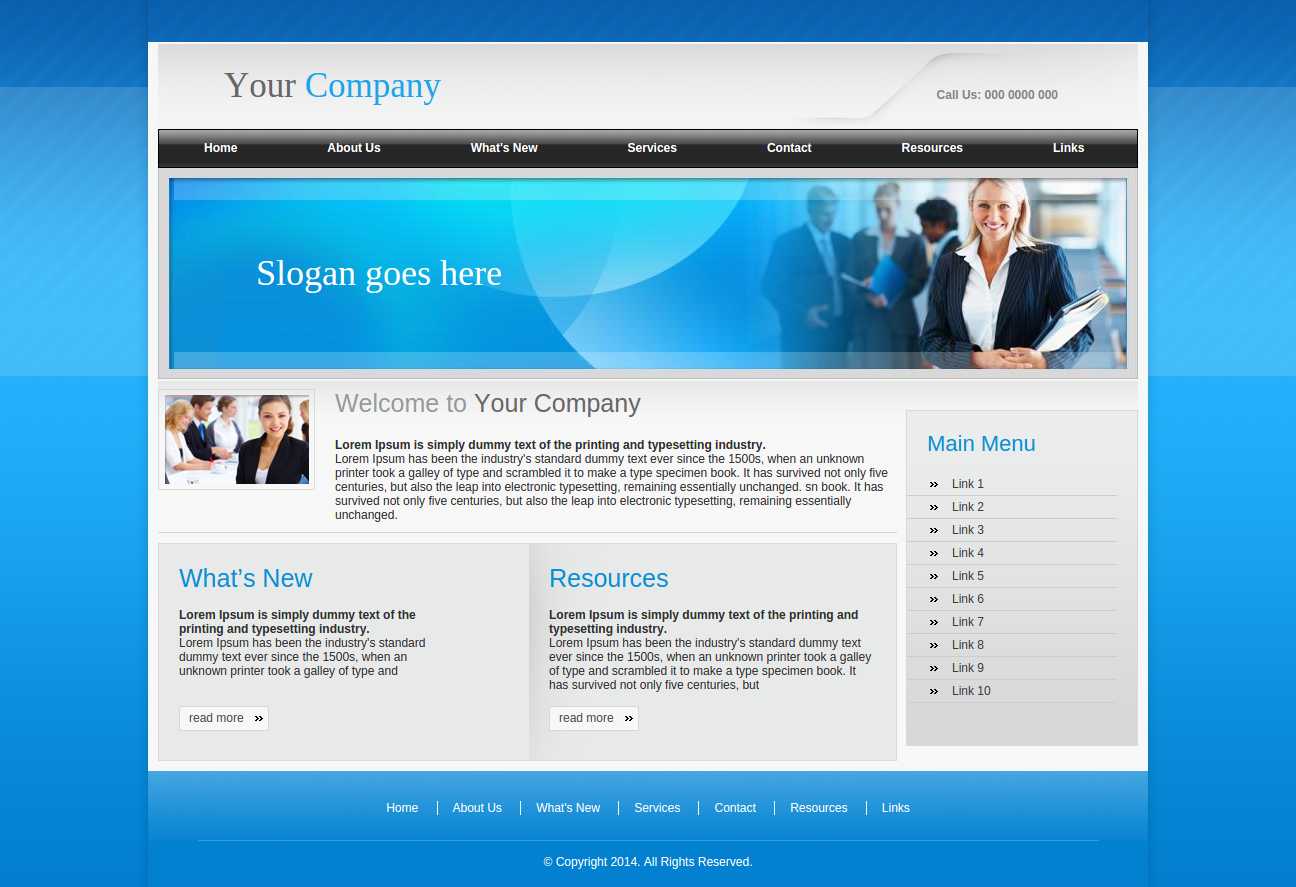 Your Company
Call Us: 000 0000 000
Home About Us What's New Services Contact Resources Links
Slogan goes here
Welcome to Your Company
Lorem Ipsum is simply dummy text of the printing and typesetting industry.
Lorem Ipsum has been the industry's standard dummy text ever since the 1500s, when an unknown
printer took a galley of type and scrambled it to make a type specimen book. It has survived not only five
centuries, but also the leap into electronic typesetting, remaining essentially unchanged. sn book. It has
survived not only five centuries, but also the leap into electronic typesetting, remaining essentially
unchanged.
What's New
Lorem Ipsum is simply dummy text of the
printing and typesetting industry.
Lorem Ipsum has been the industry's standard
dummy text ever since the 1500s, when an
unknown printer took a galley of type and
read more
Resources
Lorem Ipsum is simply dummy text of the printing and
typesetting industry.
Lorem Ipsum has been the industry's standard dummy text
ever since the 1500s, when an unknown printer took a galley
of type and scrambled it to make a type specimen book. It
has survived not only five centuries, but
read more
Main Menu
Link 1
Link 2
Link 3
Link 4
Link 5
Link 6
Link 7
Link 8
Link 9
Link 10
Home About Us What's New Services Contact Resources Links
© Copyright 2014. All Rights Reserved.